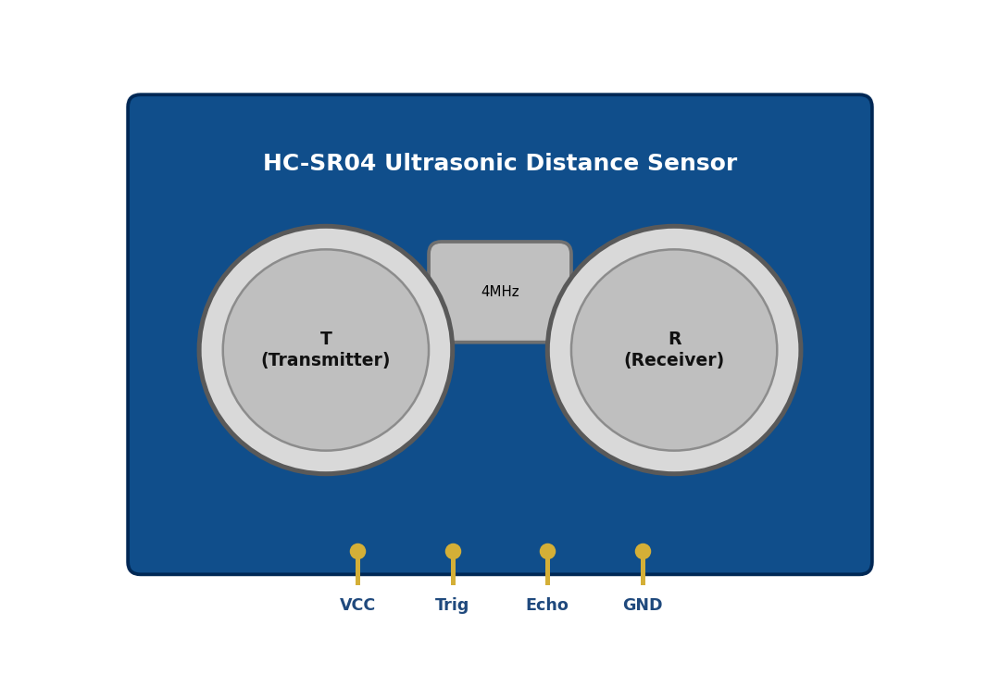 HC-SR04 Ultrasonic Distance Sensor
4MHz
T
(Transmitter)
R
(Receiver)
VCC Trig Echo GND